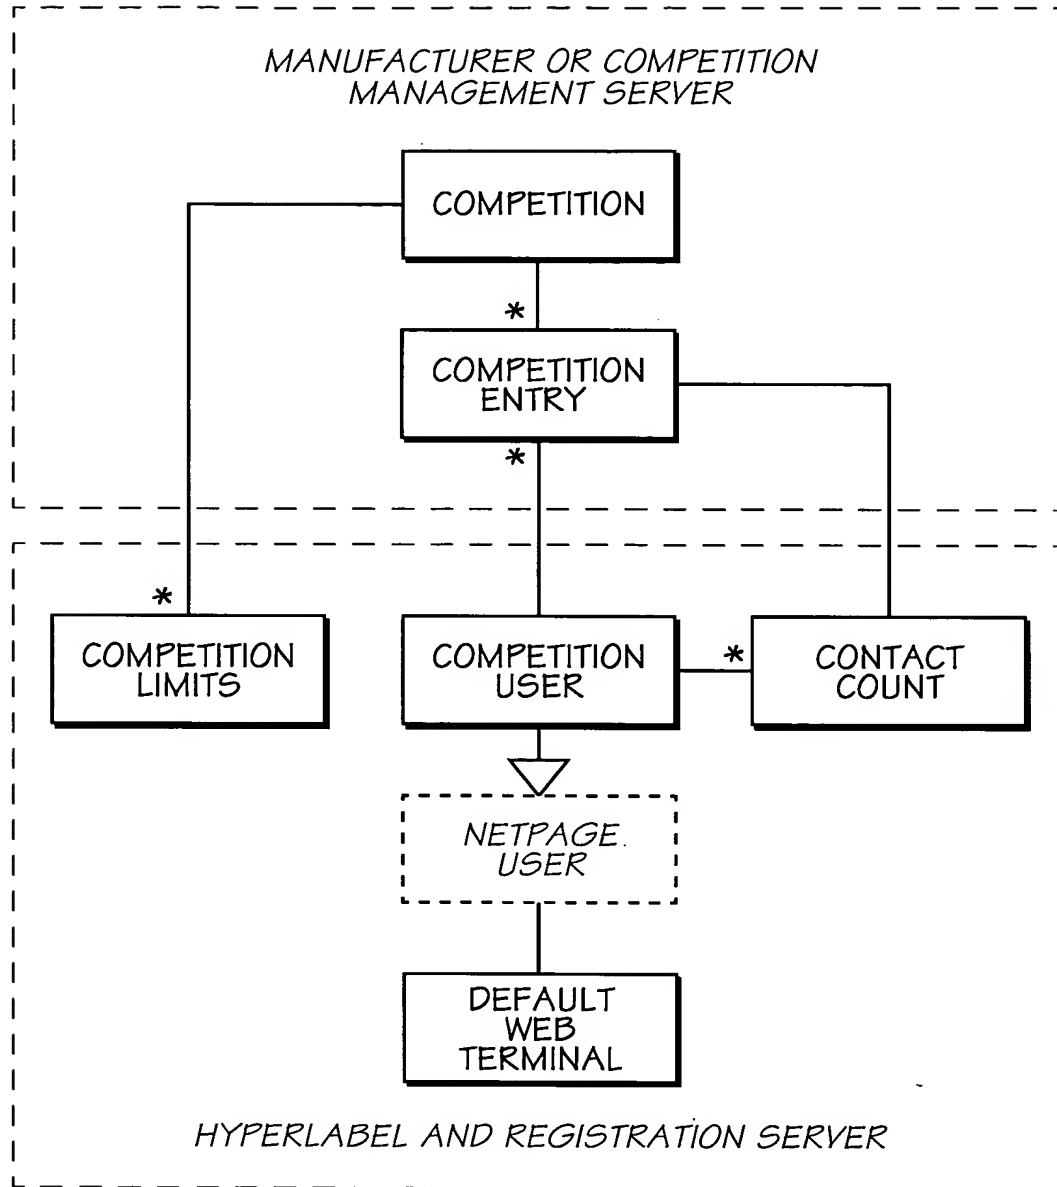 MANUFACTURER OR COMPETITION
MANAGEMENT SERVER
COMPETITION
*
COMPETITION
ENTRY
*
*
COMPETITION
LIMITS
COMPETITION
USER
*
CONTACT
COUNT
NETPAGE
USER
DEFAULT
WEB
TERMINAL
HYPERLABEL AND REGISTRATION SERVER